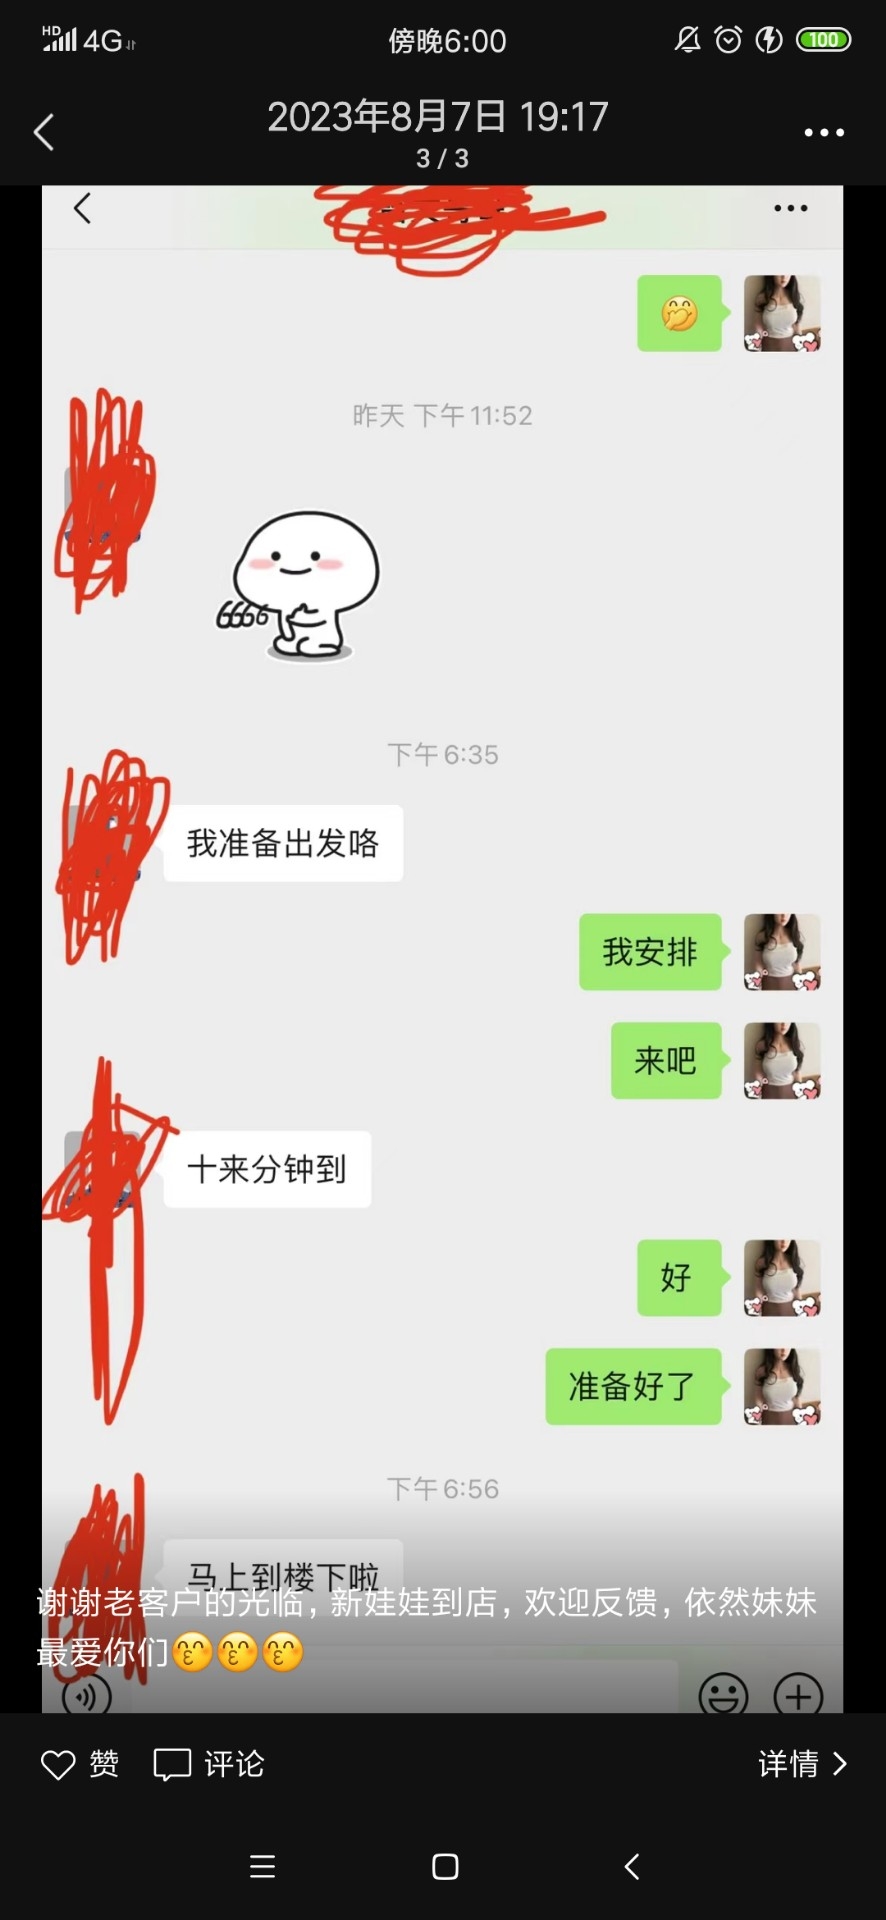 HD 4G 傍晚6:00 100
2023年8月7日 19:17
3 / 3
昨天 下午 11:52
6666
下午 6:35
我准备出发咯
我安排
来吧
十来分钟到
好
准备好了
下午 6:56
马上到楼下啦
谢谢老客户的光临，新娃娃到店，欢迎反馈，依然妹妹
最爱你们
赞 评论 详情